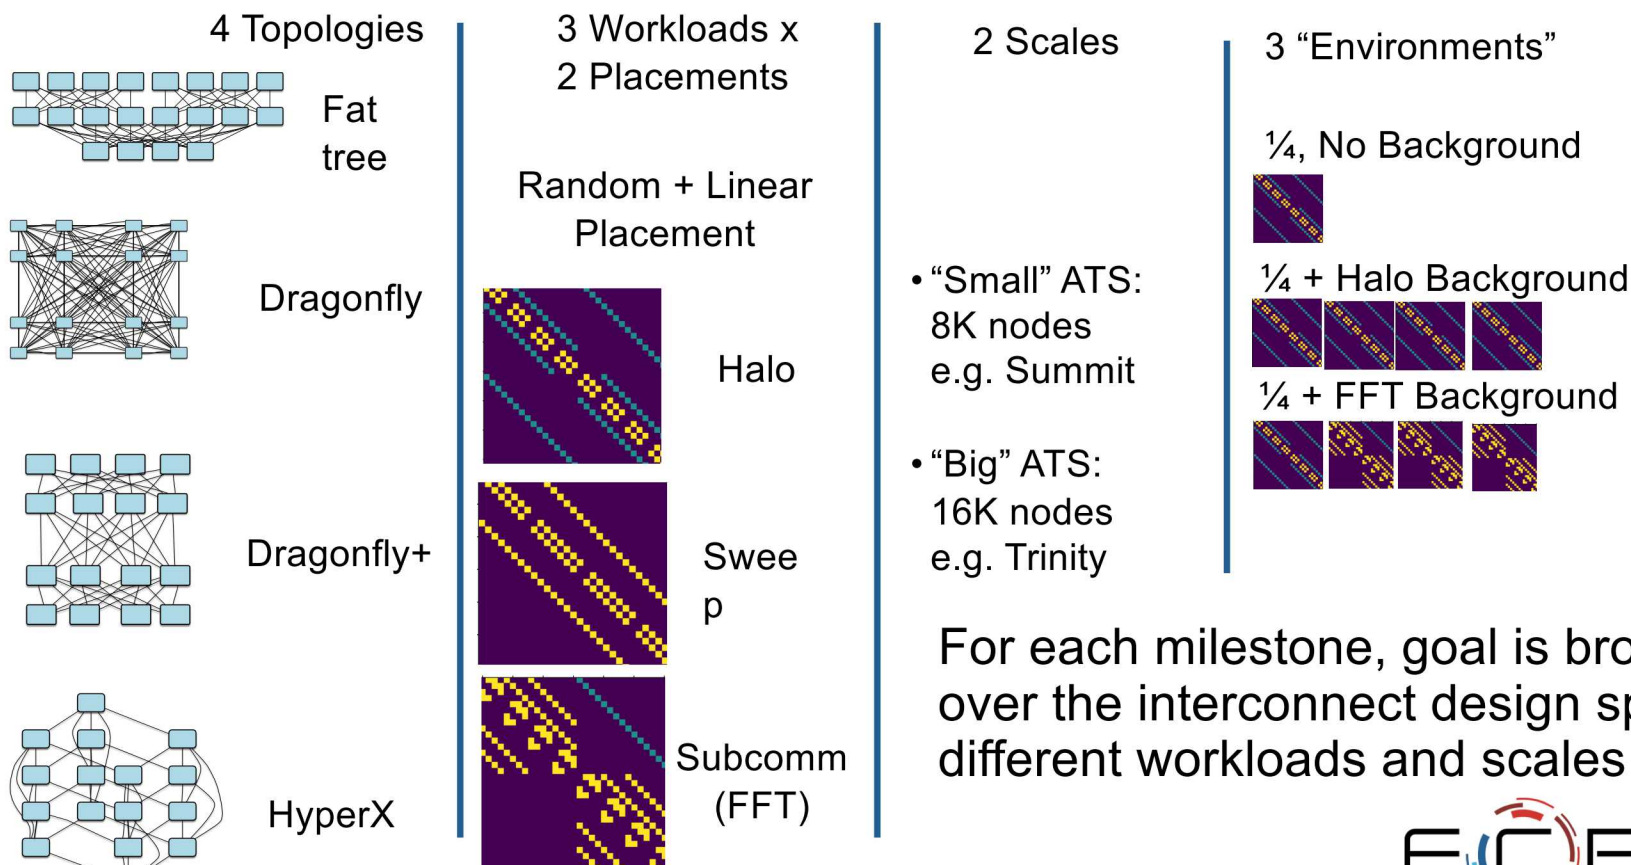 4 Topologies
Fat
tree
Dragonfly
Dragonfly+
HyperX
3 Workloads x
2 Placements
Random + Linear
Placement
Halo
Swee
p
Subcomm
(FFT)
2 Scales
• “Small” ATS:
8K nodes
e.g. Summit
• “Big” ATS:
16K nodes
e.g. Trinity
3 “Environments”
¼, No Background
¼ + Halo Background
¼ + FFT Background
For each milestone, goal is
over the interconnect design
different workloads and scales